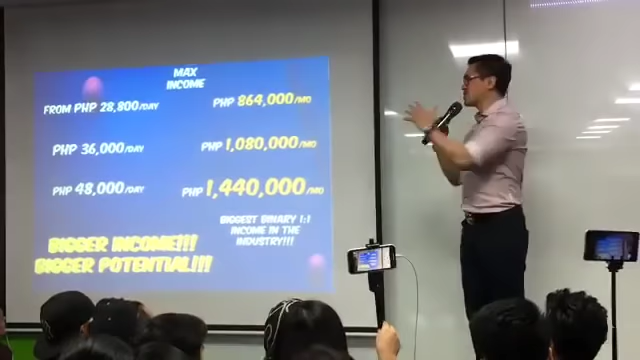 MAX
INCOME
FROM PHP 28,800/DAY PHP 864,000/MO
PHP 36,000/DAY PHP 1,080,000/MO
PHP 48,000/DAY PHP 1,440,000/MO
BIGGEST BINARY 1:1
INCOME IN THE
INDUSTRY!!!
BIGGER INCOME!!!
BIGGER POTENTIAL!!!